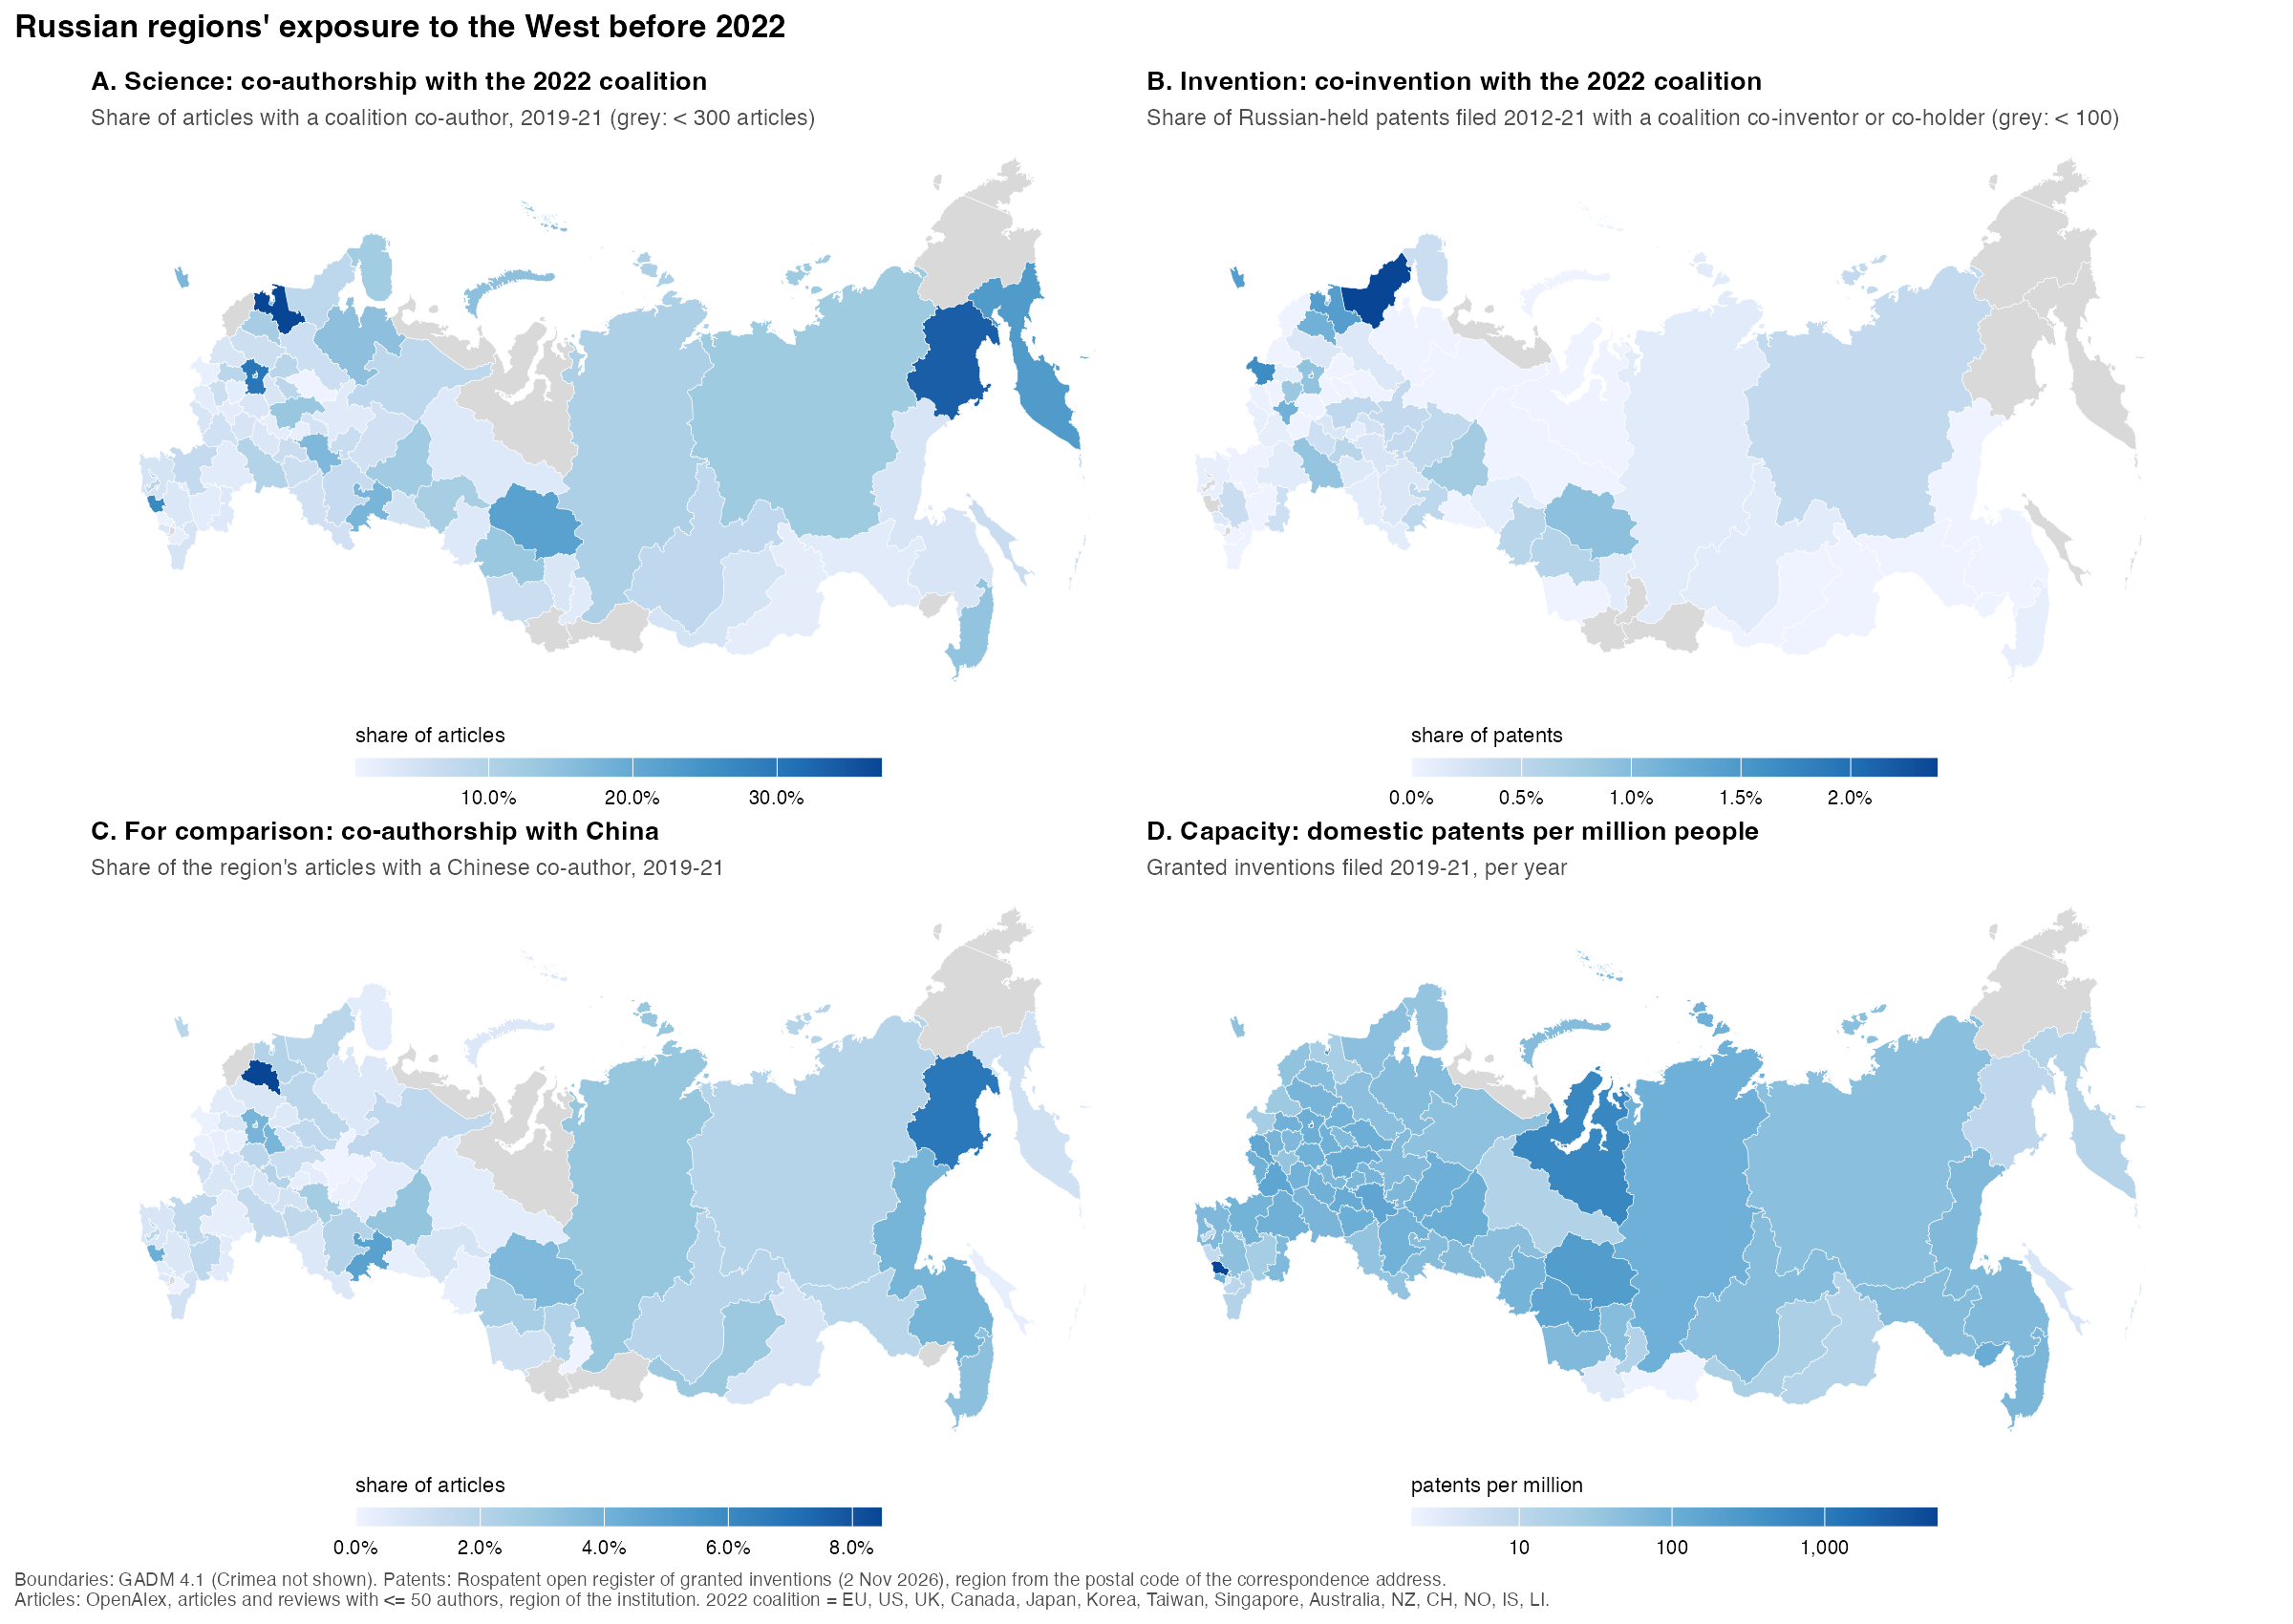 Russian regions' exposure to the West before 2022
A. Science: co-authorship with the 2022 coalition
Share of articles with a coalition co-author, 2019-21 (grey: < 300 articles)
share of articles
10.0% 20.0% 30.0%
B. Invention: co-invention with the 2022 coalition
Share of Russian-held patents filed 2012-21 with a coalition co-inventor or co-holder (grey: < 100)
share of patents
0.0% 0.5% 1.0% 1.5% 2.0%
C. For comparison: co-authorship with China
Share of the region's articles with a Chinese co-author, 2019-21
share of articles
0.0% 2.0% 4.0% 6.0% 8.0%
D. Capacity: domestic patents per million people
Granted inventions filed 2019-21, per year
patents per million
10 100 1,000
Boundaries: GADM 4.1 (Crimea not shown). Patents: Rospatent open register of granted inventions (2 Nov 2026), region from the postal code of the correspondence address.
Articles: OpenAlex, articles and reviews with <= 50 authors, region of the institution. 2022 coalition = EU, US, UK, Canada, Japan, Korea, Taiwan, Singapore, Australia, NZ, CH, NO, IS, LI.